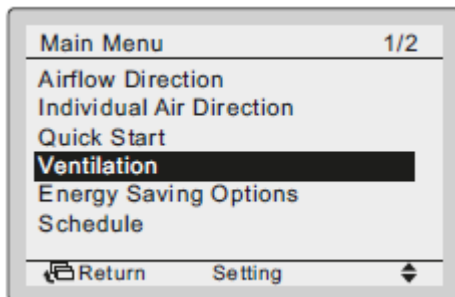 Main Menu 1/2
Airflow Direction
Individual Air Direction
Quick Start
Ventilation
Energy Saving Options
Schedule
Return Setting